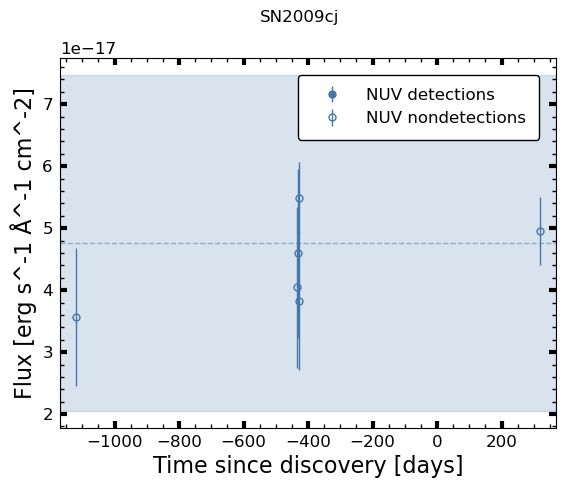 SN2009cj
1e−17
NUV detections
NUV nondetections
7
6
5
4
3
2
Flux [erg s^-1 Å^-1 cm^-2]
−1000 −800 −600 −400 −200 0 200
Time since discovery [days]